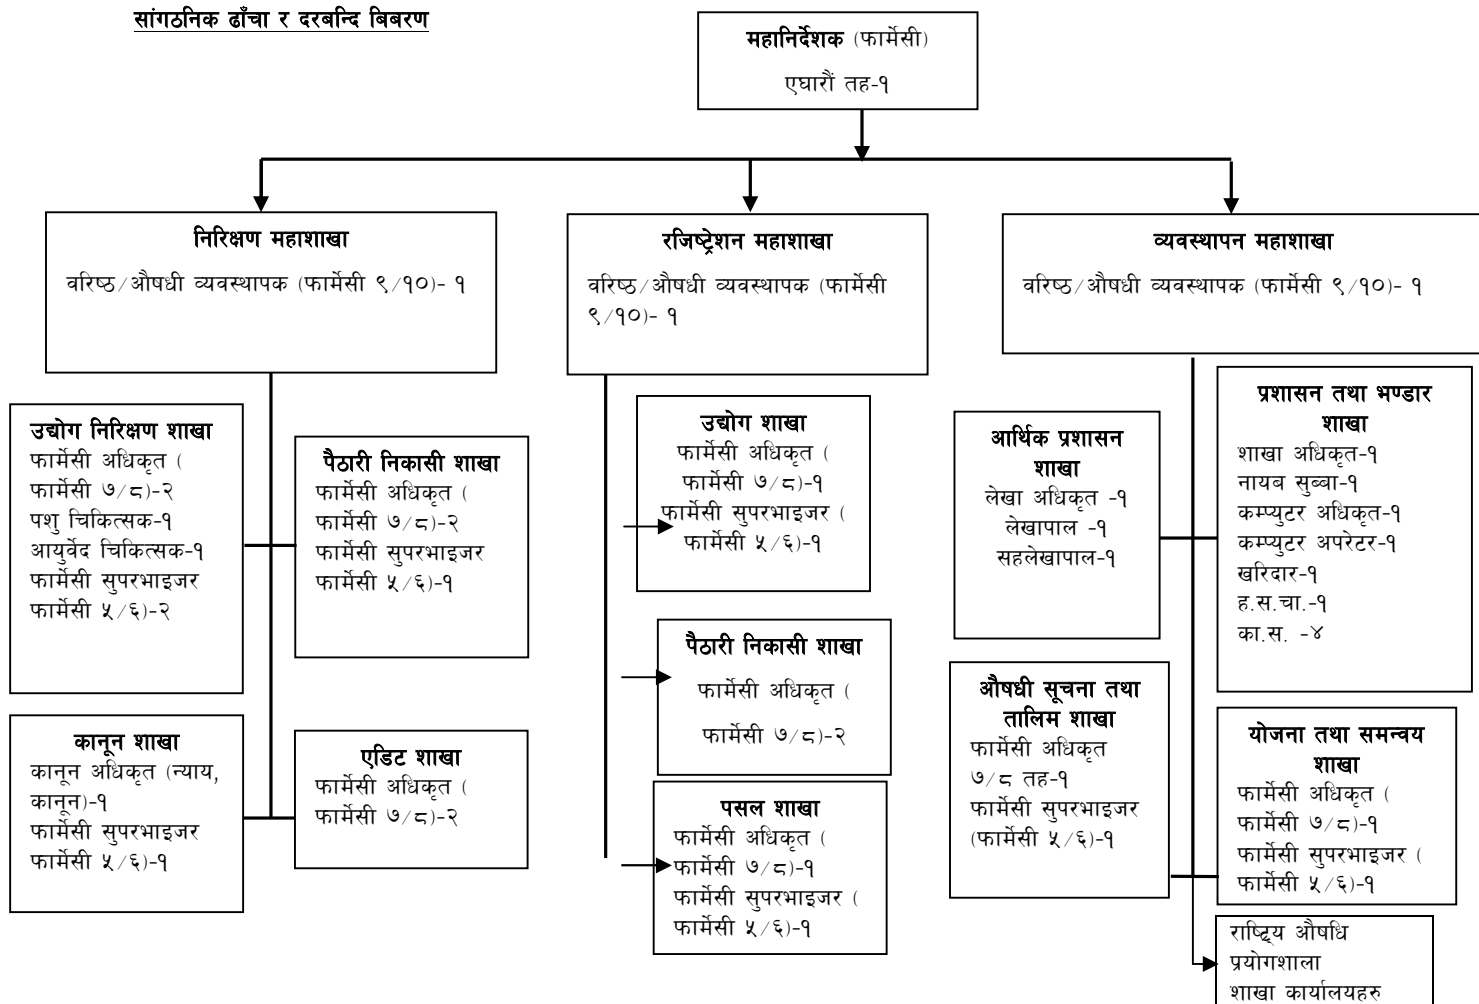 सांगठनिक ढाँचा र दरबन्दि बिबरण
महानिर्देशक (फार्मेसी)
एघारौं तह-१
निरिक्षण महाशाखा
वरिष्ठ/औषधी व्यवस्थापक (फार्मेसी ९/१०)- १
रजिष्ट्रेशन महाशाखा
वरिष्ठ/औषधी व्यवस्थापक (फार्मेसी
९/१०)- १
व्यवस्थापन महाशाखा
वरिष्ठ/औषधी व्यवस्थापक (फार्मेसी ९/१०)- १
उद्योग निरिक्षण शाखा
फार्मेसी अधिकृत (
फार्मेसी ७/८)-२
पशु चिकित्सक-१
आयुर्वेद चिकित्सक-१
फार्मेसी सुपरभाइजर
फार्मेसी ५/६)-२
पैठारी निकासी शाखा
फार्मेसी अधिकृत (
फार्मेसी ७/८)-२
फार्मेसी सुपरभाइजर
फार्मेसी ५/६)-१
कानून शाखा
कानून अधिकृत (न्याय,
कानून)-१
फार्मेसी सुपरभाइजर
फार्मेसी ५/६)-१
एडिट शाखा
फार्मेसी अधिकृत (
फार्मेसी ७/८)-२
उद्योग शाखा
फार्मेसी अधिकृत (
फार्मेसी ७/८)-१
फार्मेसी सुपरभाइजर (
फार्मेसी ५/६)-१
पैठारी निकासी शाखा
फार्मेसी अधिकृत (
फार्मेसी ७/८)-२
पसल शाखा
फार्मेसी अधिकृत (
फार्मेसी ७/८)-१
फार्मेसी सुपरभाइजर (
फार्मेसी ५/६)-१
आर्थिक प्रशासन
शाखा
लेखा अधिकृत -१
लेखापाल -१
सहलेखापाल-१
प्रशासन तथा भण्डार
शाखा
शाखा अधिकृत-१
नायब सुब्बा-१
कम्प्युटर अधिकृत-१
कम्प्युटर अपरेटर-१
खरिदार-१
ह.स.चा.-१
का.स. -४
औषधी सूचना तथा
तालिम शाखा
फार्मेसी अधिकृत
७/८ तह-१
फार्मेसी सुपरभाइजर
(फार्मेसी ५/६)-१
योजना तथा समन्वय
शाखा
फार्मेसी अधिकृत (
फार्मेसी ७/८)-१
फार्मेसी सुपरभाइजर (
फार्मेसी ५/६)-१
राष्ट्रिय औषधि
प्रयोगशाला
शाखा कार्यालयहरु